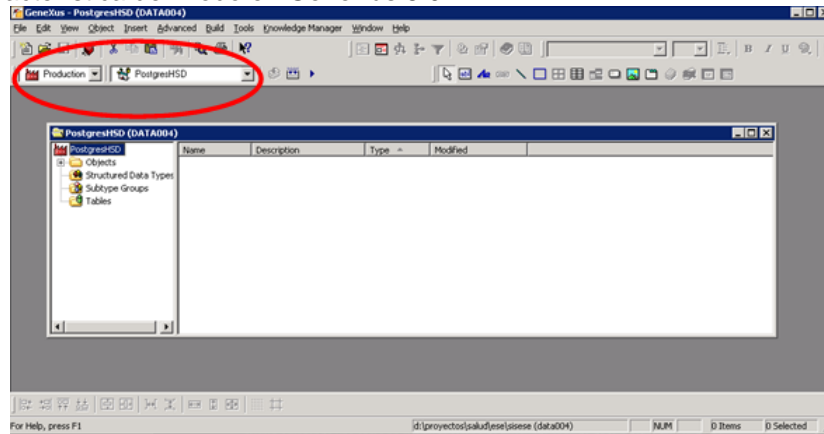 GeneXus - PostgresHSD (DATA004)
File Edit View Object Insert Advanced Build Tools Knowledge Manager Window Help
Production PostgresHSD
PostgresHSD (DATA004)
PostgresHSD Name Description Type Modified
Objects
Structured Data Types
Subtype Groups
Tables
For Help, press F1 d:\proyectos\salud\ese\sisese (data004) NUM 0 Items 0 Selected